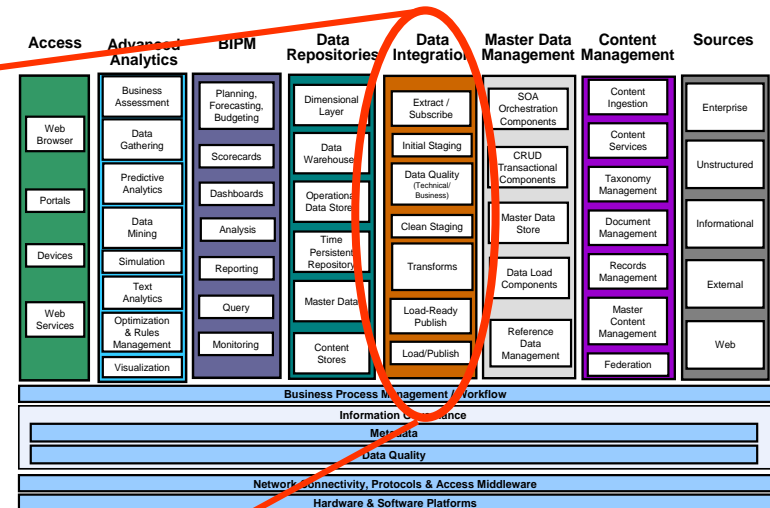 Access
Advanced
Analytics
BIPM
Data
Repositories
Data
Integration
Master Data
Management
Content
Management
Sources
Web
Browser
Portals
Devices
Web
Services
Business
Assessment
Data
Gathering
Predictive
Analytics
Data
Mining
Simulation
Text
Analytics
Optimization
& Rules
Management
Visualization
Planning,
Forecasting,
Budgeting
Scorecards
Dashboards
Analysis
Reporting
Query
Monitoring
Dimensional
Layer
Data
Warehouse
Operational
Data Store
Time
Persistent
Repository
Master Data
Content
Stores
Extract /
Subscribe
Initial Staging
Data Quality
(Technical/
Business)
Clean Staging
Transforms
Load-Ready
Publish
Load/Publish
SOA
Orchestration
Components
CRUD
Transactional
Components
Master Data
Store
Data Load
Components
Reference
Data
Management
Content
Ingestion
Content
Services
Taxonomy
Management
Document
Management
Records
Management
Master
Content
Management
Federation
Enterprise
Unstructured
Informational
External
Web
Business Process Management / Workflow
Information Governance
Metadata
Data Quality
Network Connectivity, Protocols & Access Middleware
Hardware & Software Platforms